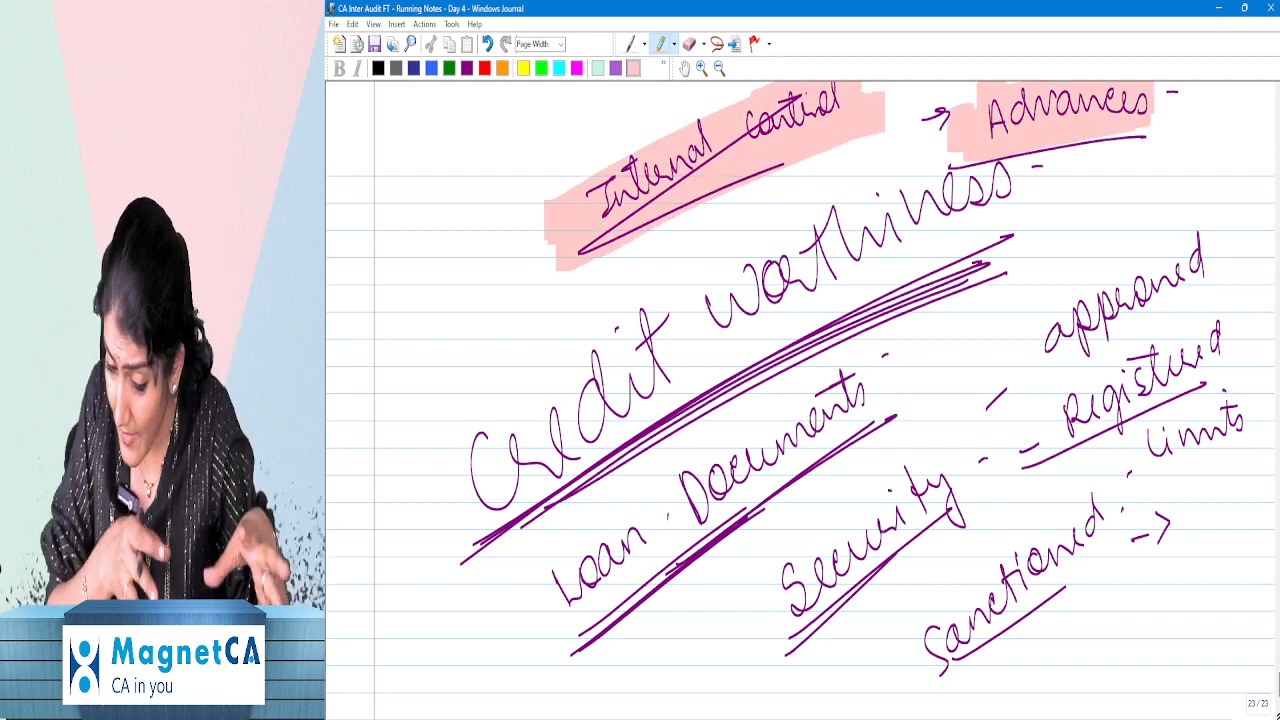 CA Inter Audit FT - Running Notes - Day 4 - Windows Journal
File Edit View Insert Actions Tools Help
Page Width
B I
Internal control
→ Advances -
Credit worthiness -
Loan Documents -
Security - - approved
= Registered
Sanctioned - limits
- >
MagnetCA
CA in you
23 / 23